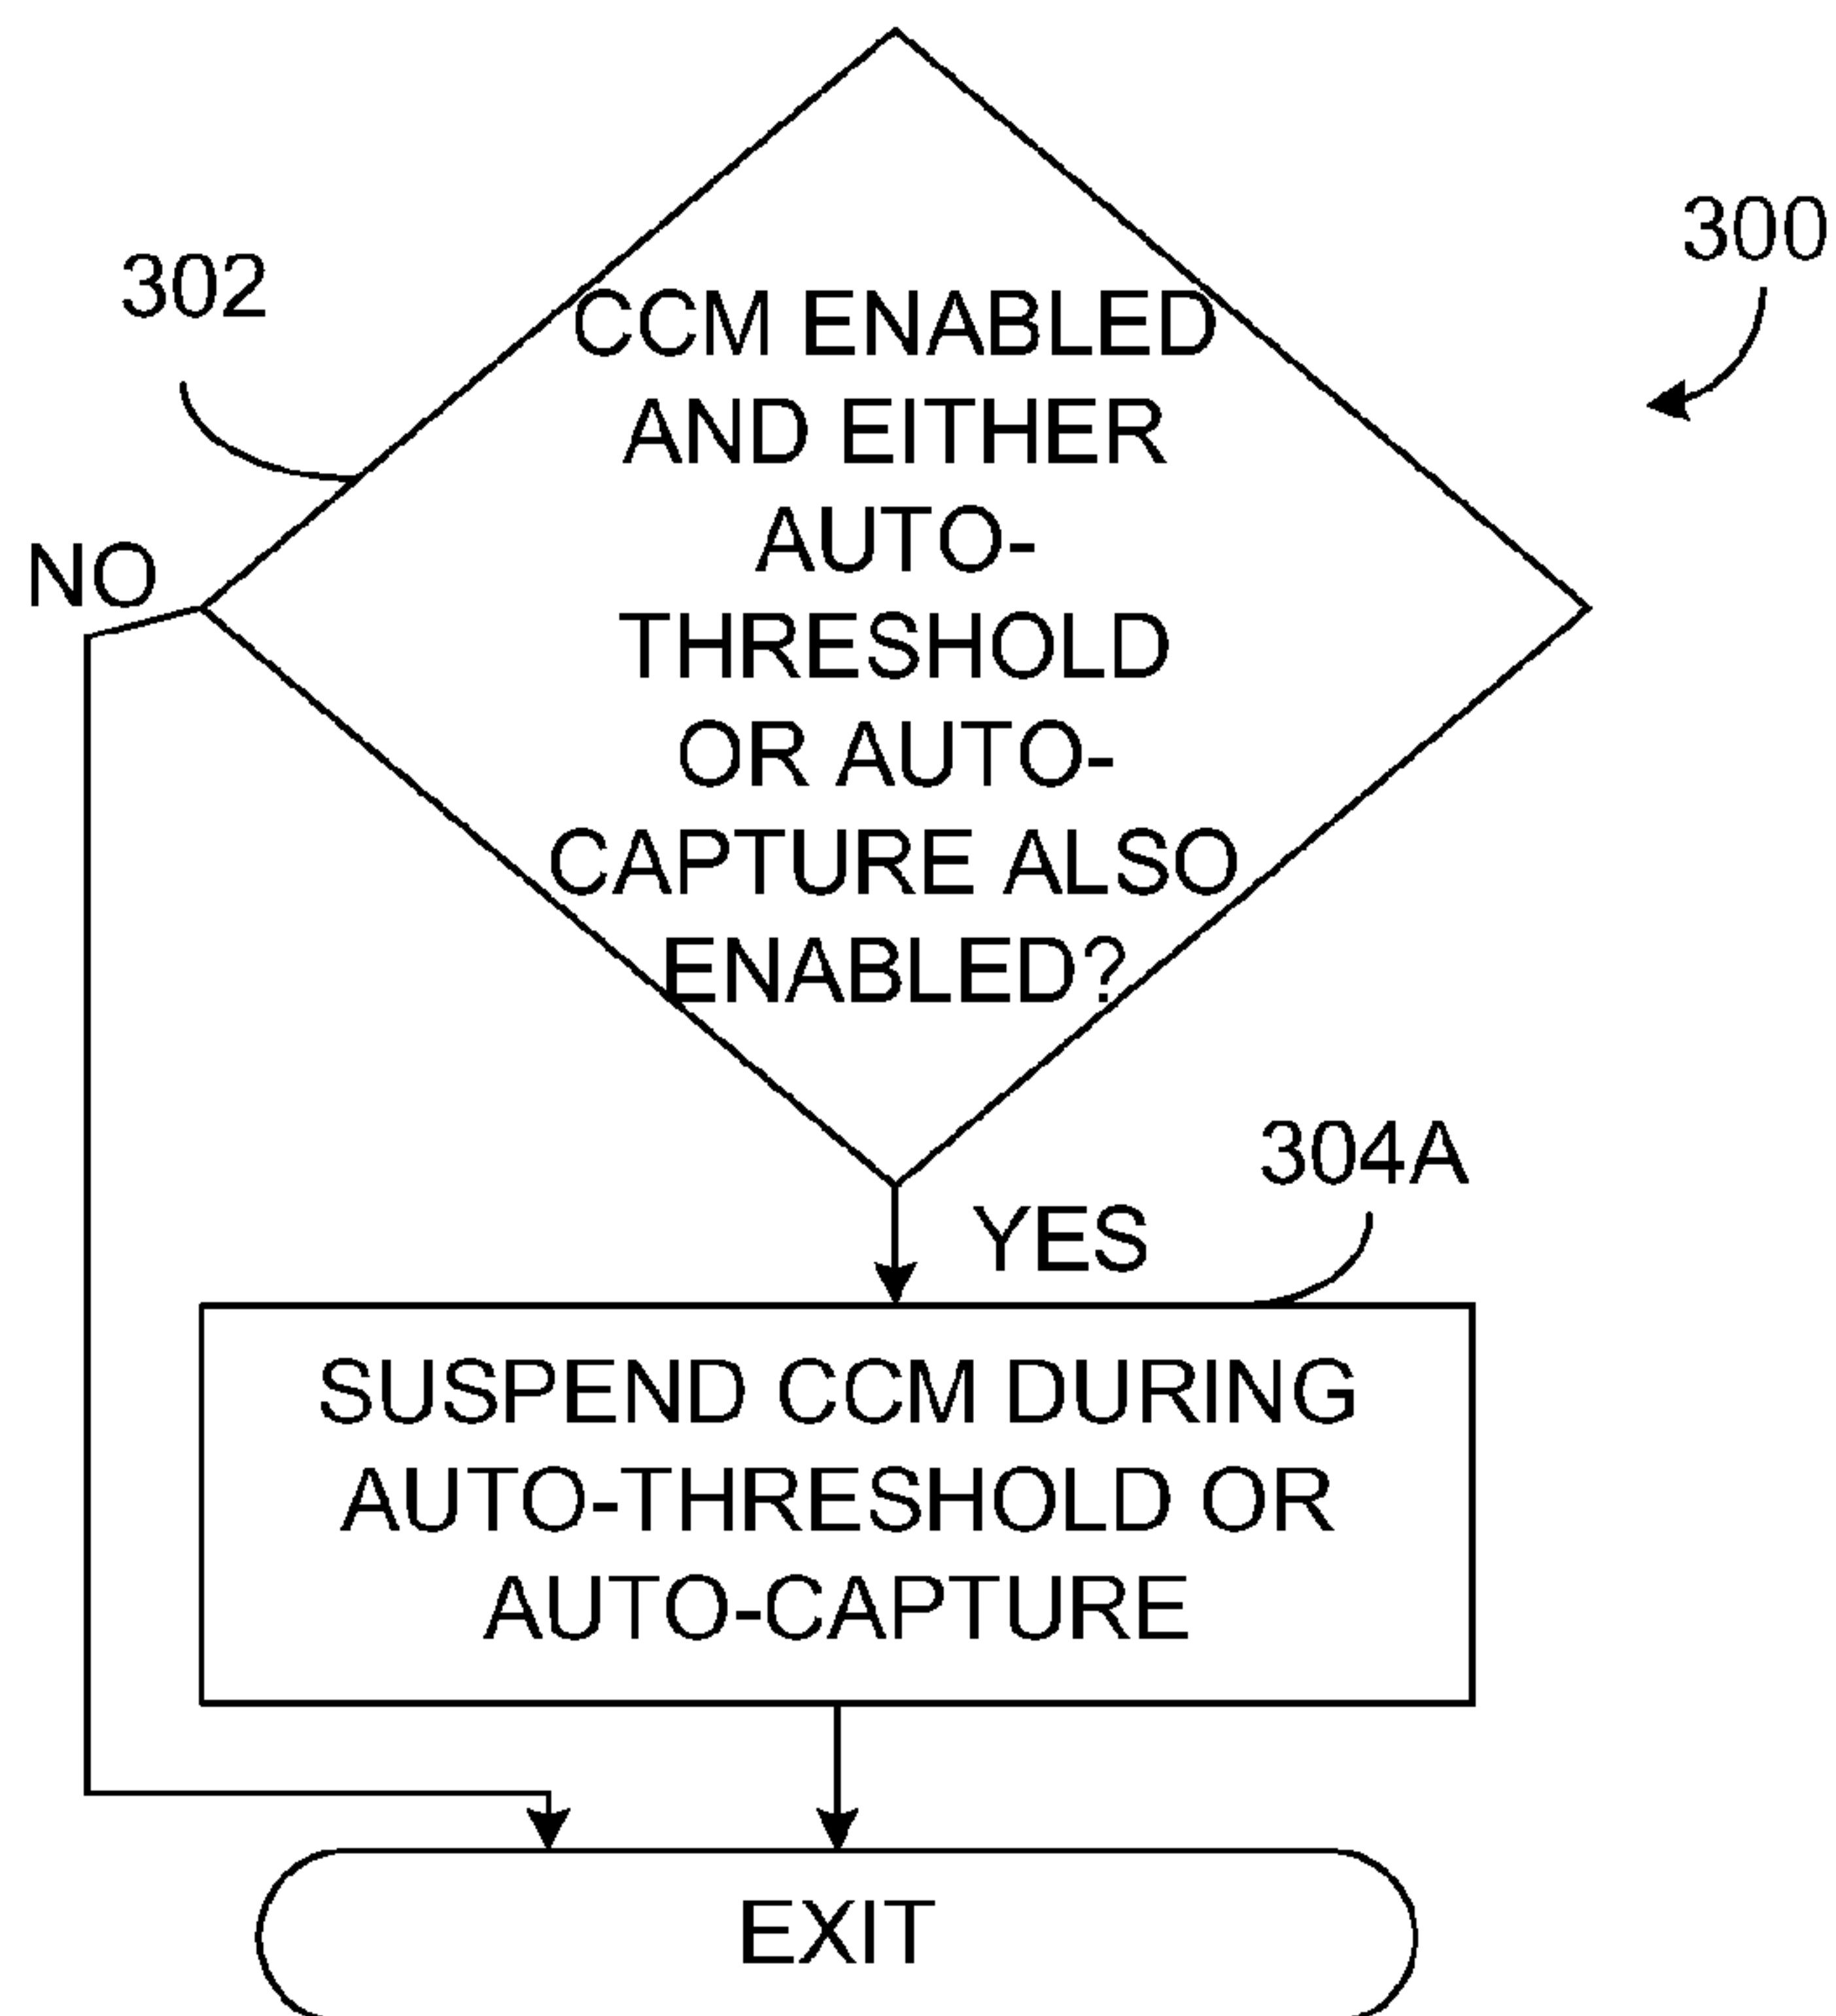 300
302
CCM ENABLED
AND EITHER
AUTO-
THRESHOLD
OR AUTO-
CAPTURE ALSO
ENABLED?
NO
YES
304A
SUSPEND CCM DURING
AUTO-THRESHOLD OR
AUTO-CAPTURE
EXIT